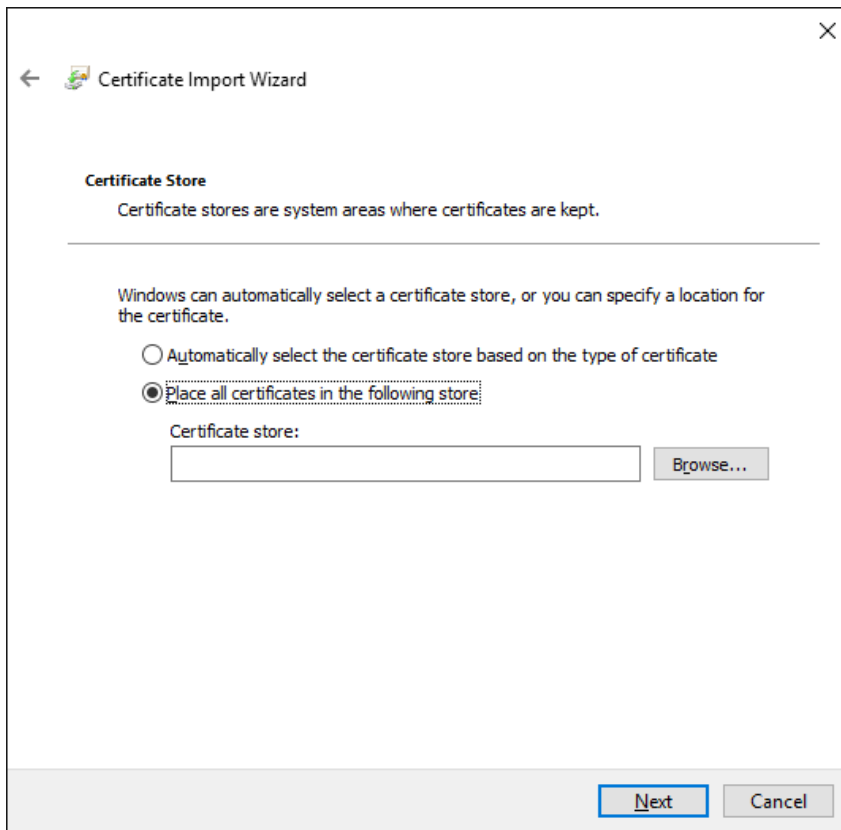 Certificate Import Wizard
Certificate Store
Certificate stores are system areas where certificates are kept.
Windows can automatically select a certificate store, or you can specify a location for
the certificate.
Automatically select the certificate store based on the type of certificate
Place all certificates in the following store
Certificate store:
Browse...
Next
Cancel